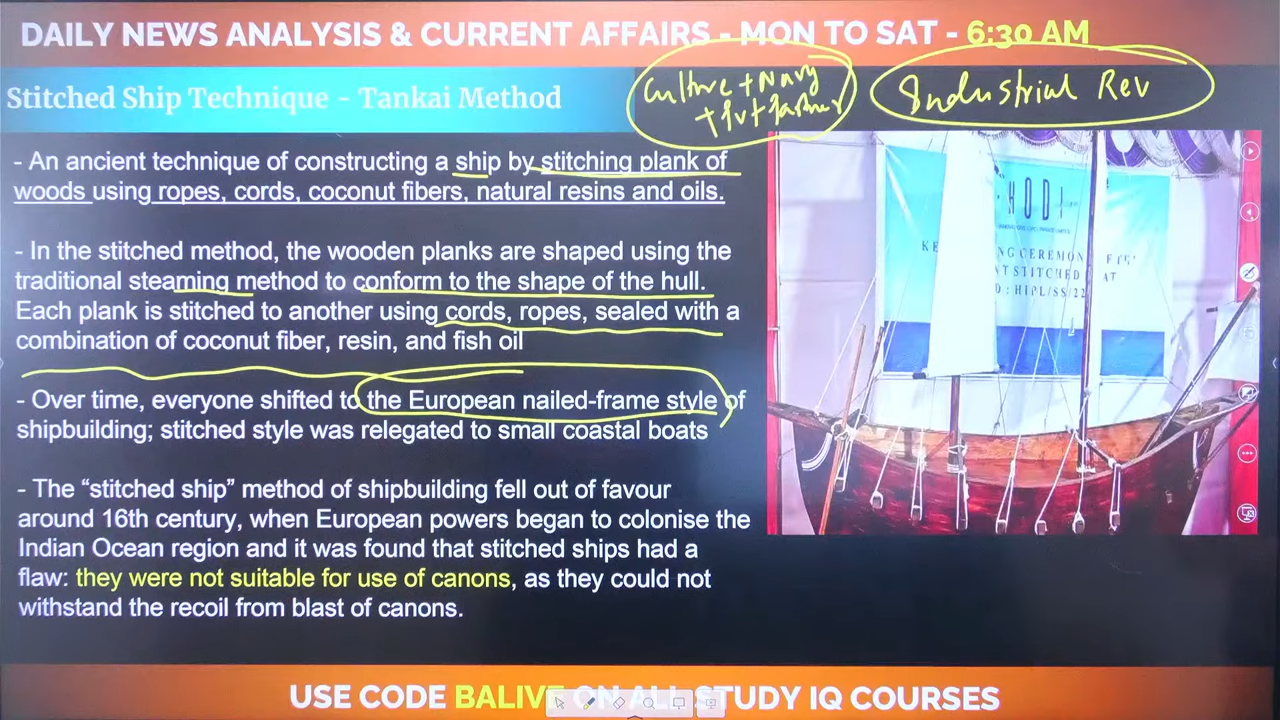 DAILY NEWS ANALYSIS & CURRENT AFFAIRS - MON TO SAT - 6:30 AM
Culture + Navy
+ Pvt Partner
Industrial Rev
Stitched Ship Technique - Tankai Method
- An ancient technique of constructing a ship by stitching plank of
woods using ropes, cords, coconut fibers, natural resins and oils.
- In the stitched method, the wooden planks are shaped using the
traditional steaming method to conform to the shape of the hull.
Each plank is stitched to another using cords, ropes, sealed with a
combination of coconut fiber, resin, and fish oil
- Over time, everyone shifted to the European nailed-frame style of
shipbuilding; stitched style was relegated to small coastal boats
- The “stitched ship” method of shipbuilding fell out of favour
around 16th century, when European powers began to colonise the
Indian Ocean region and it was found that stitched ships had a
flaw: they were not suitable for use of canons, as they could not
withstand the recoil from blast of canons.
HODI
USE CODE BALIVE ON ALL STUDY IQ COURSES